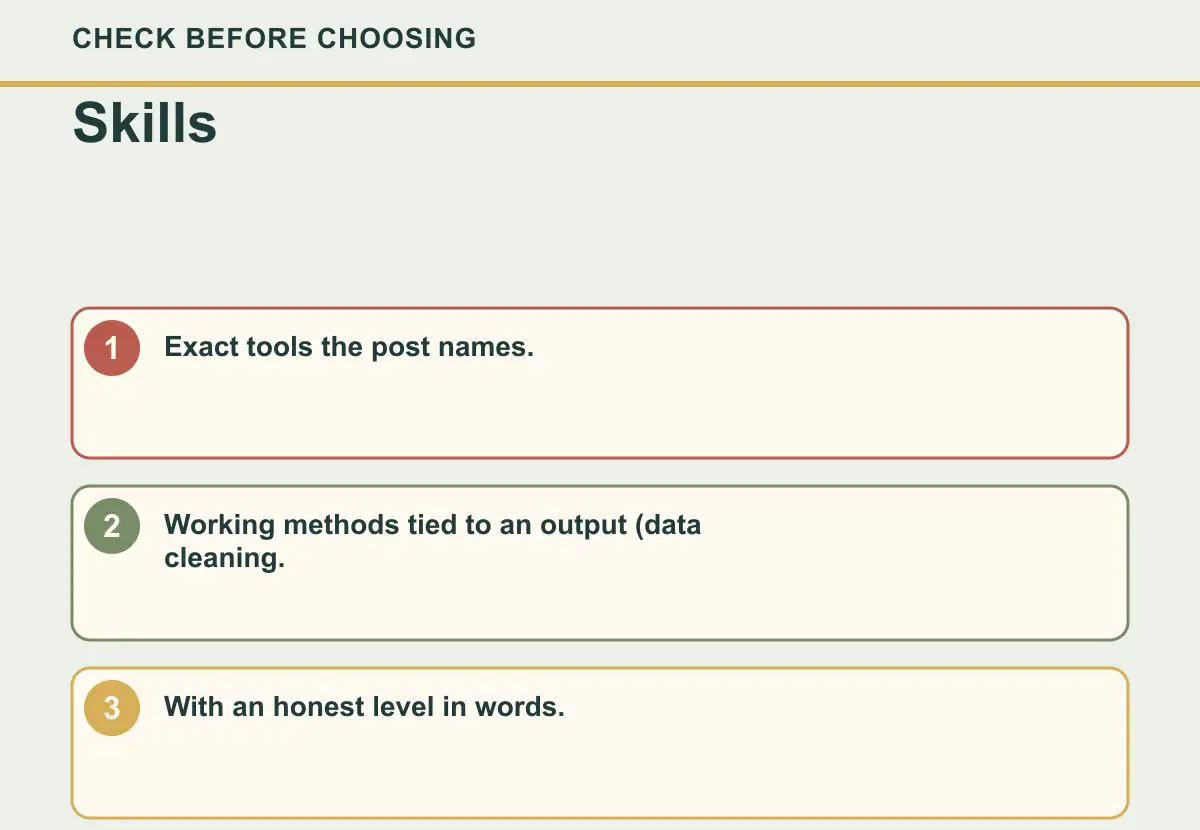 CHECK BEFORE CHOOSING
Skills
1
Exact tools the post names.
2
Working methods tied to an output (data
cleaning.
3
With an honest level in words.